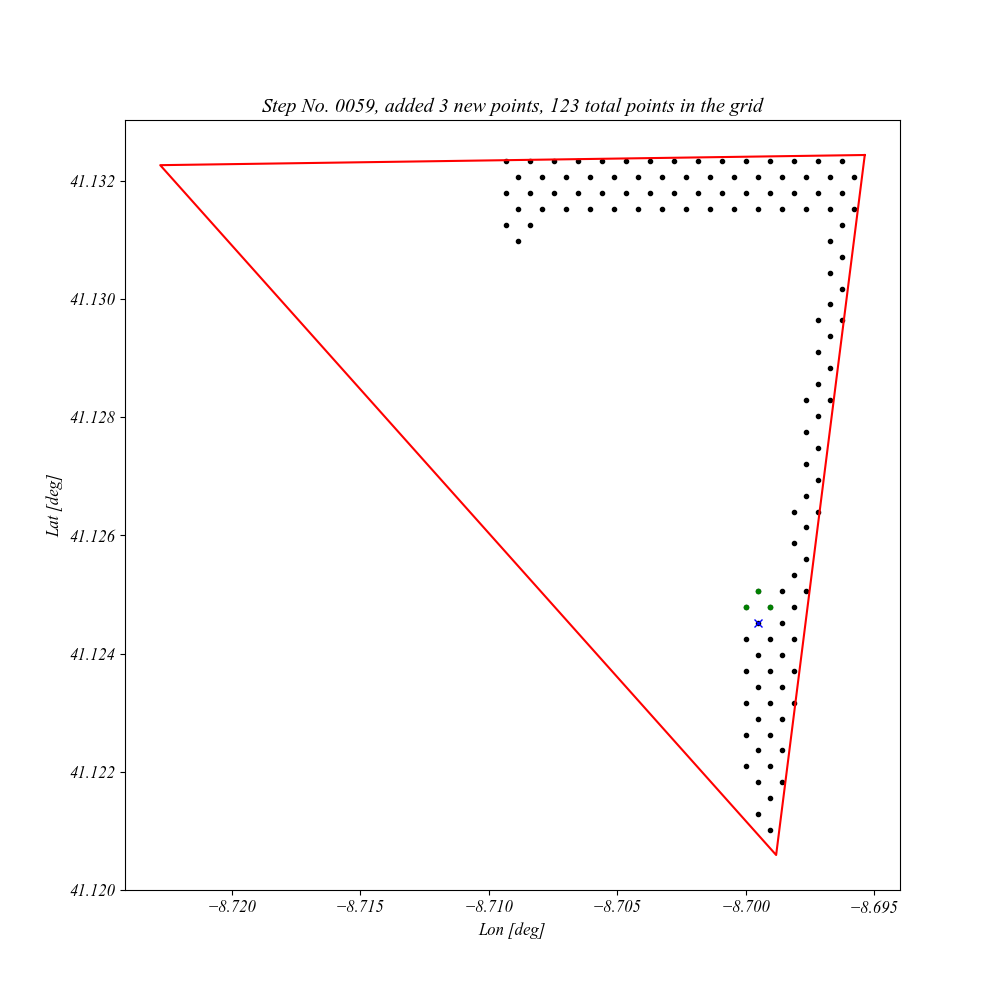 Step No. 0059, added 3 new points, 123 total points in the grid
41.132
41.130
41.128
41.126
41.124
41.122
41.120
Lat [deg]
−8.720 −8.715 −8.710 −8.705 −8.700 −8.695
Lon [deg]